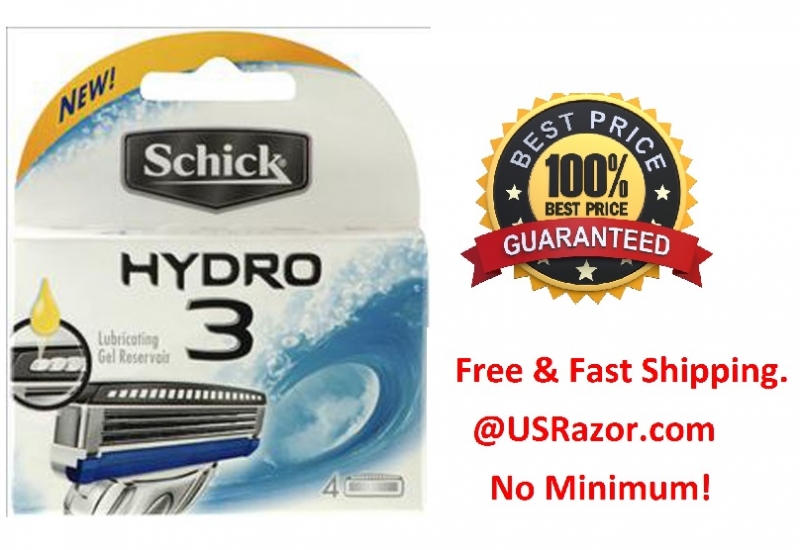 NEW!
Schick
HYDRO
3
Lubricating
Gel Reservoir
4
BEST PRICE
100%
BEST PRICE
GUARANTEED
Free & Fast Shipping.
@USRazor.com
No Minimum!